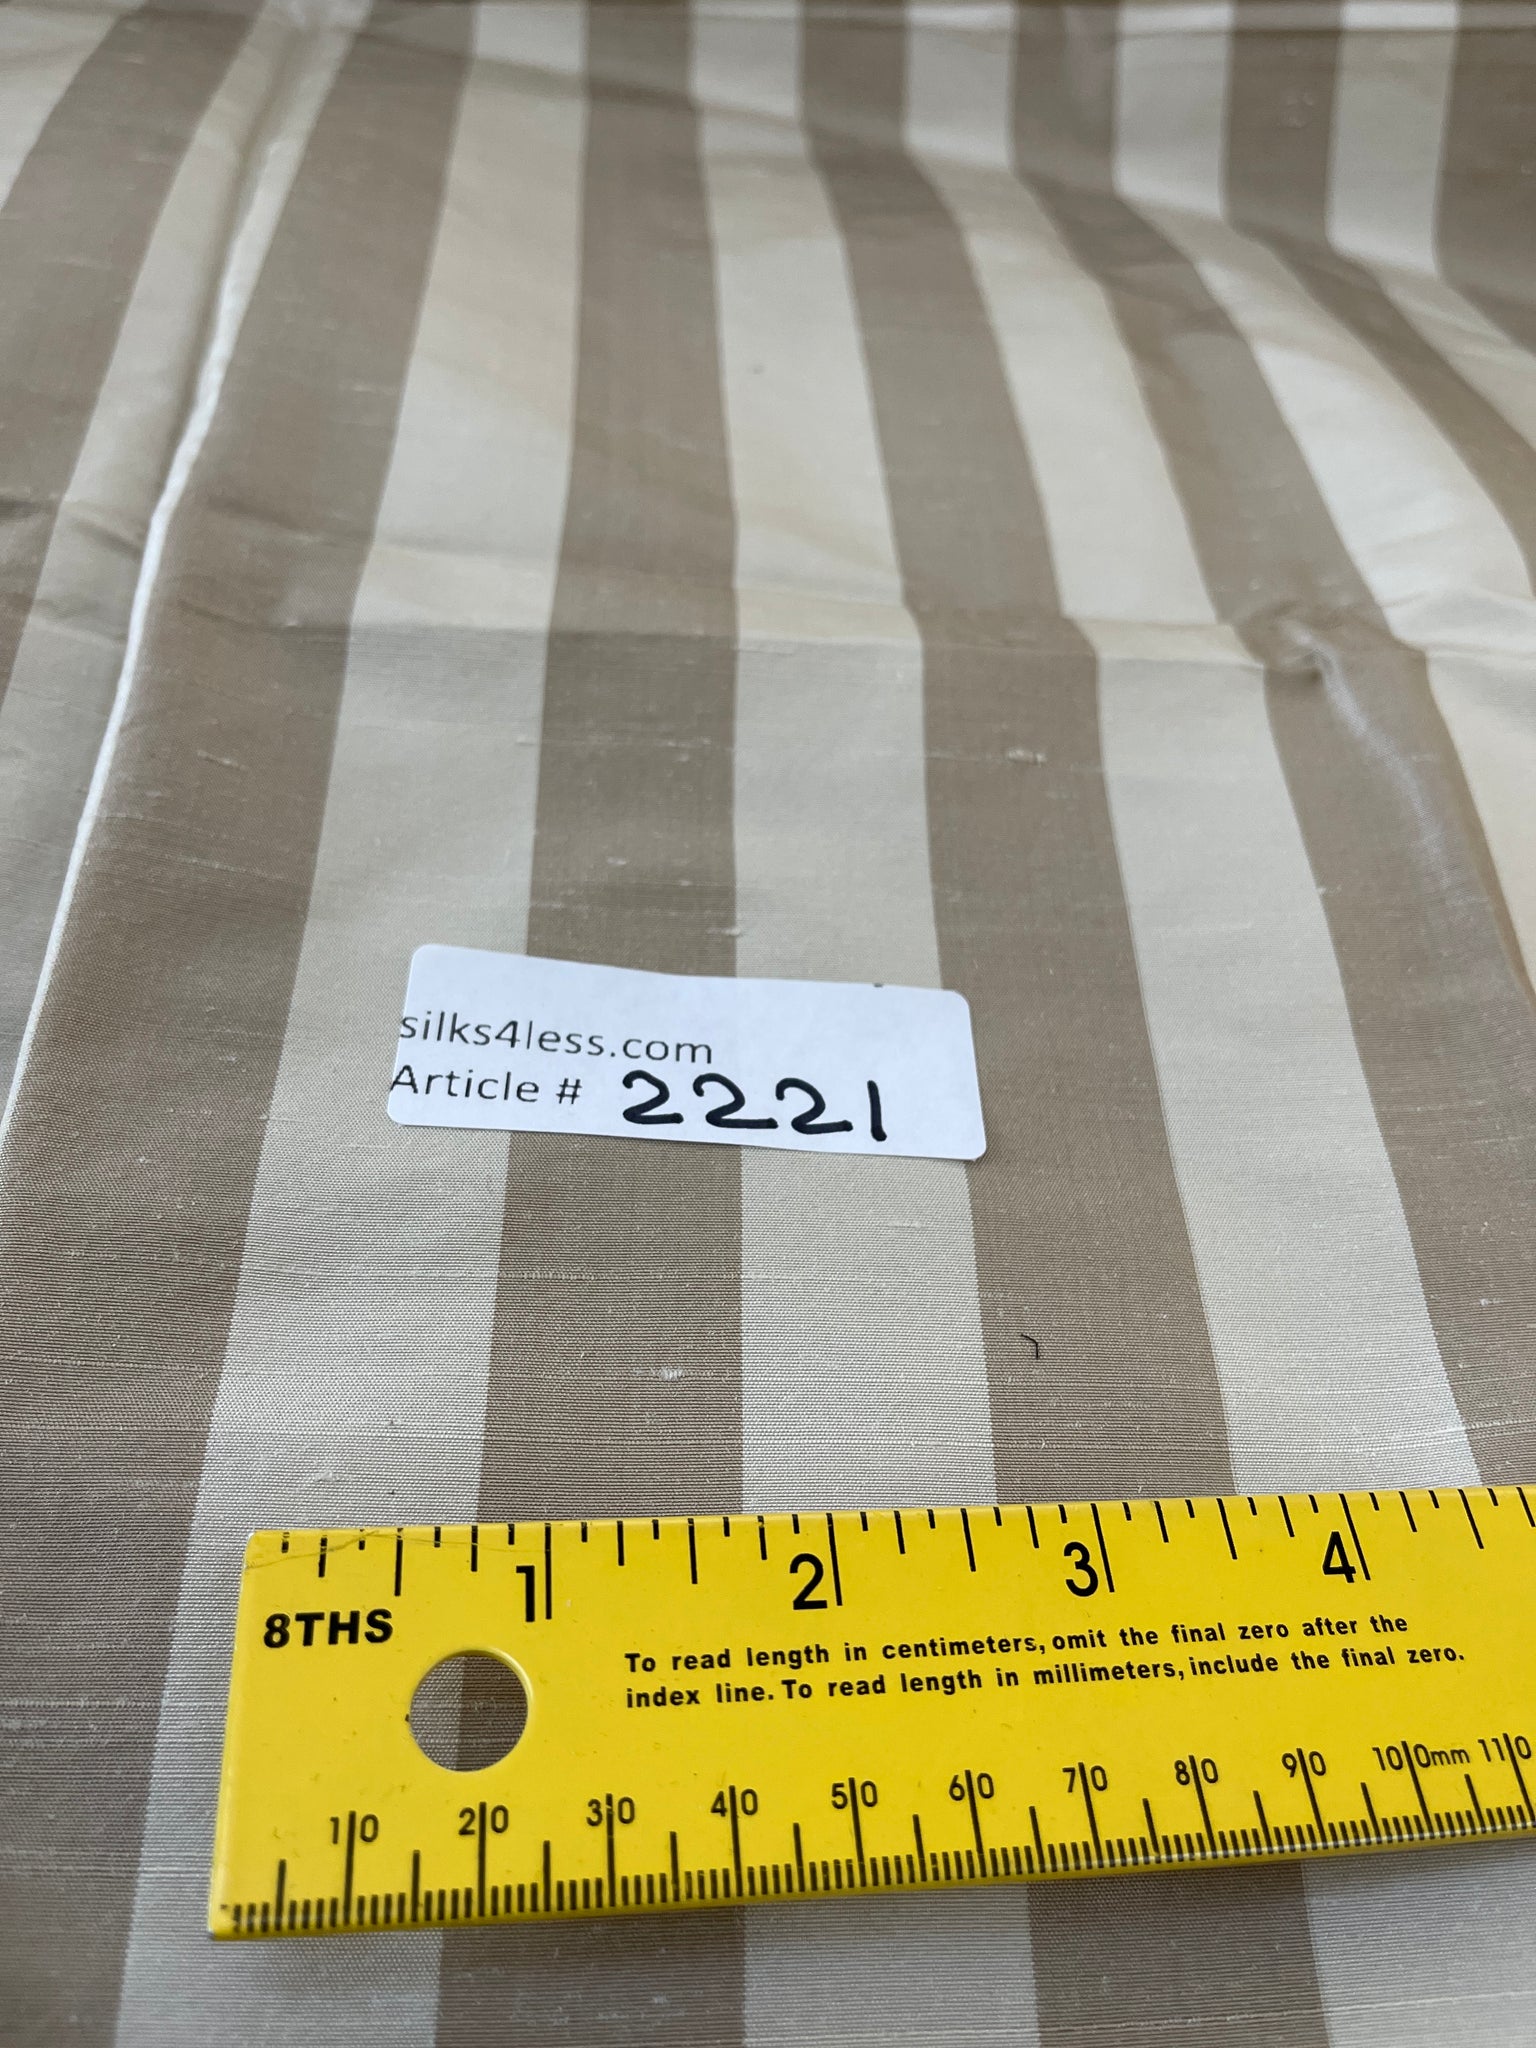 silks4less.com
Article # 2221
1 2 3 4
8THS
To read length in centimeters, omit the final zero after the
index line. To read length in millimeters, include the final zero.
10 20 30 40 50 60 70 80 90 100mm 110